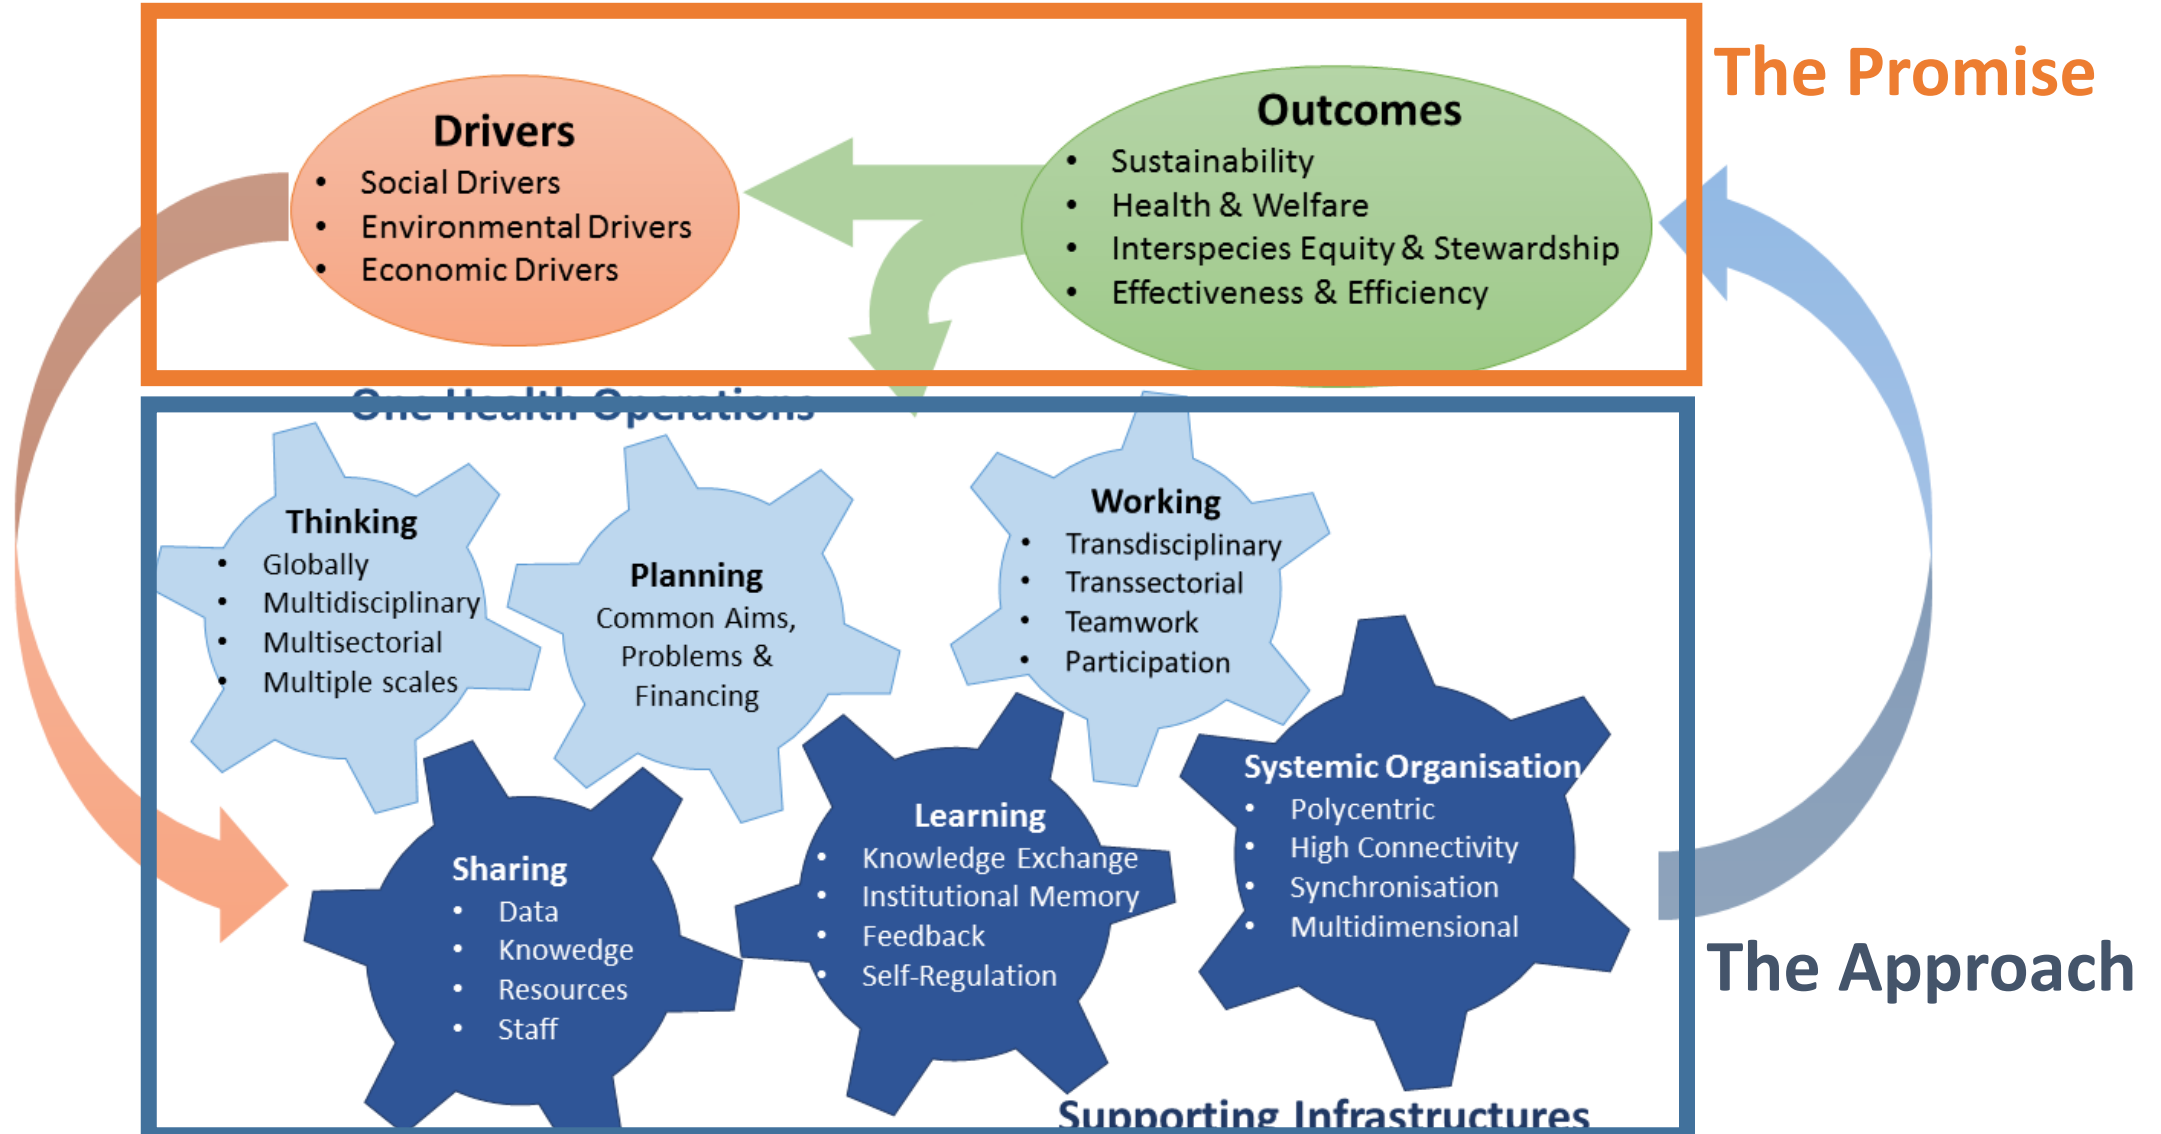 The Promise
Drivers
• Social Drivers
• Environmental Drivers
• Economic Drivers
Outcomes
• Sustainability
• Health & Welfare
• Interspecies Equity & Stewardship
• Effectiveness & Efficiency
One Health Operations
Thinking
• Globally
• Multidisciplinary
• Multisectorial
• Multiple scales
Planning
Common Aims,
Problems &
Financing
Working
• Transdisciplinary
• Transsectorial
• Teamwork
• Participation
Sharing
• Data
• Knowedge
• Resources
• Staff
Learning
• Knowledge Exchange
• Institutional Memory
• Feedback
• Self-Regulation
Systemic Organisation
• Polycentric
• High Connectivity
• Synchronisation
• Multidimensional
The Approach
Supporting Infrastructures